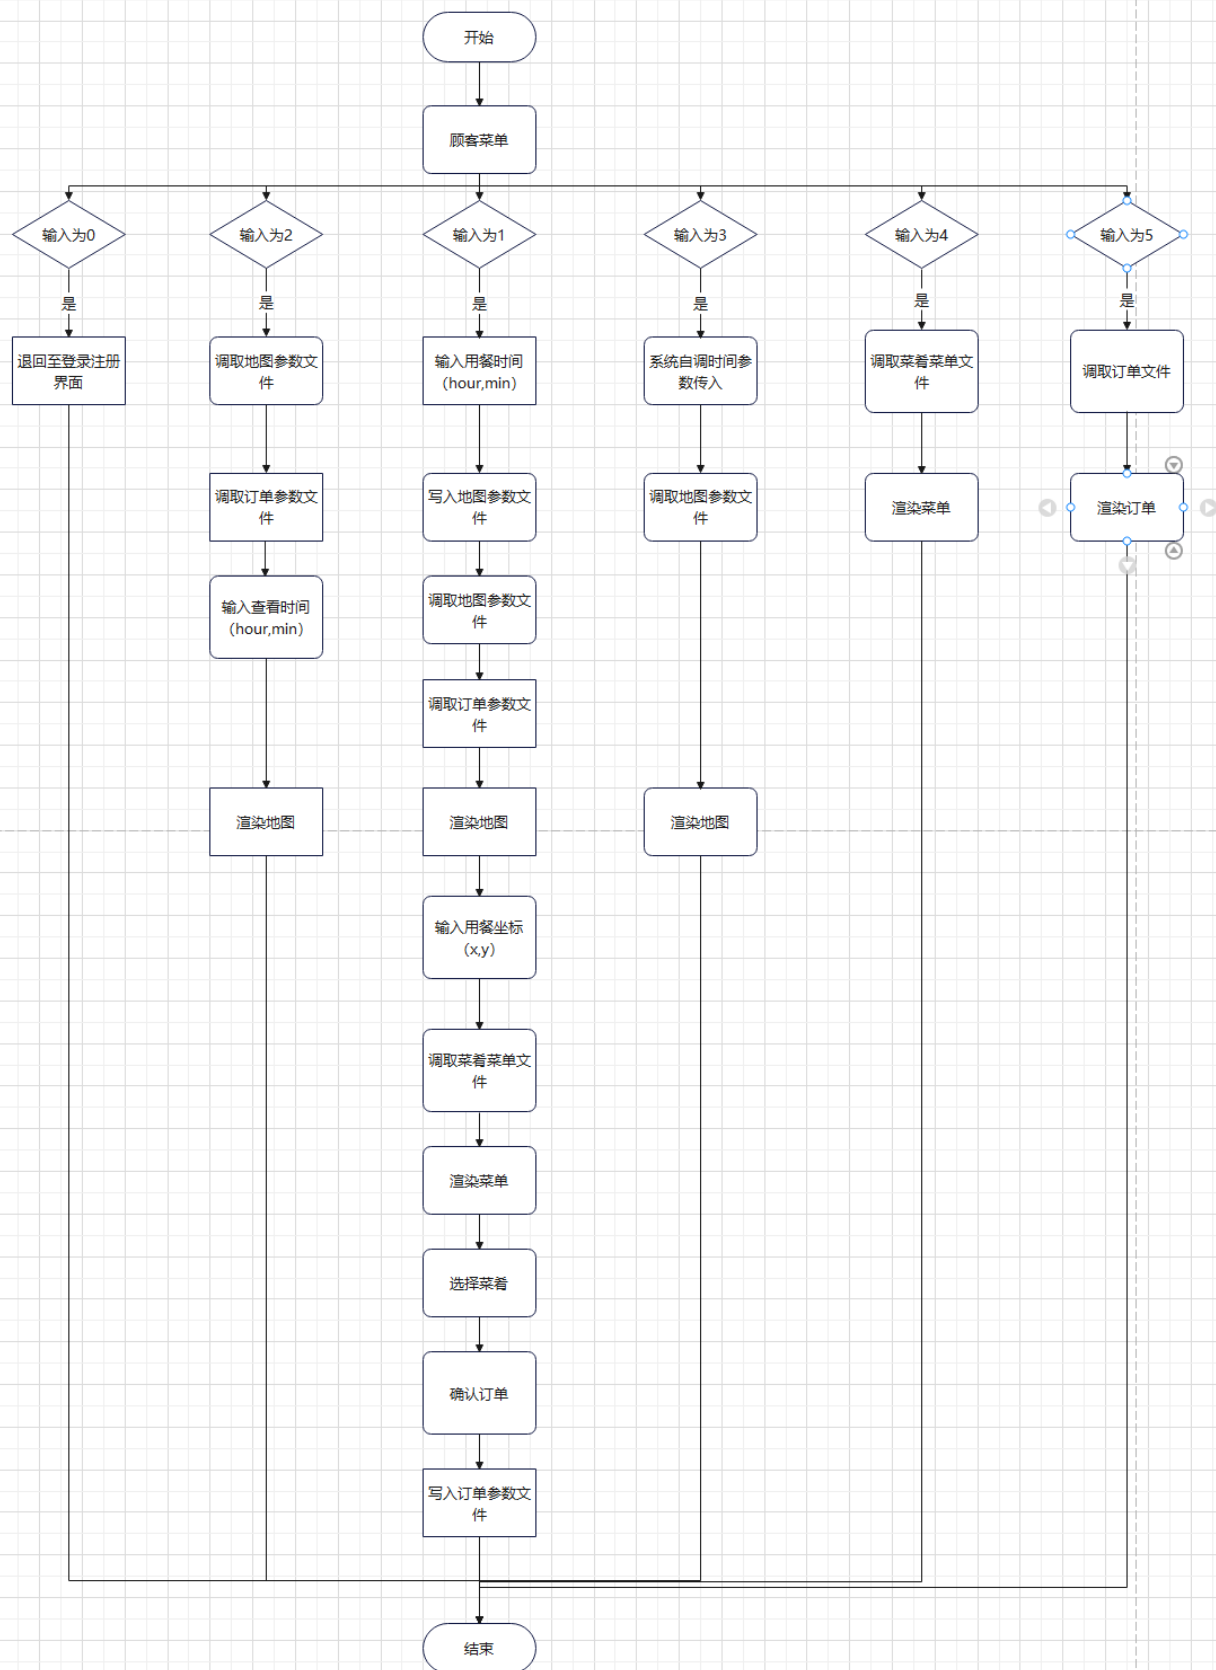 开始
顾客菜单
输入为0
输入为2
输入为1
输入为3
输入为4
输入为5
是
是
是
是
是
是
退回至登录注册
界面
调取地图参数文
件
输入用餐时间
（hour,min）
系统自调时间参
数传入
调取菜肴菜单文
件
调取订单文件
调取订单参数文
件
写入地图参数文
件
调取地图参数文
件
渲染菜单
渲染订单
输入查看时间
（hour,min）
调取地图参数文
件
调取订单参数文
件
渲染地图
渲染地图
渲染地图
输入用餐坐标
（x,y）
调取菜肴菜单文
件
渲染菜单
选择菜肴
确认订单
写入订单参数文
件
结束